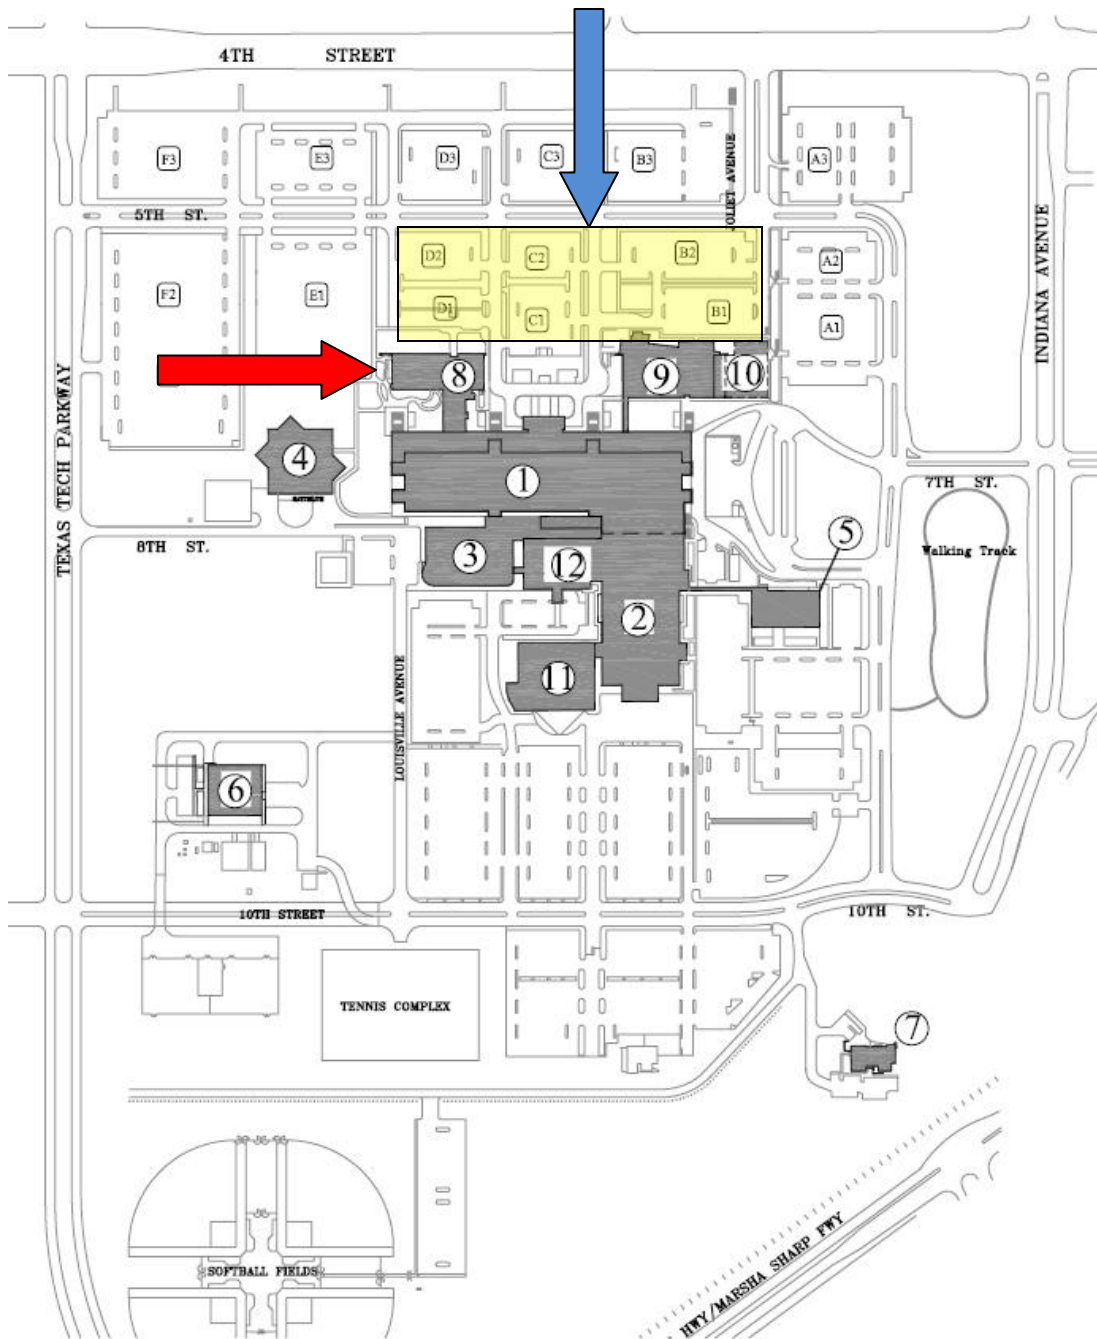 4TH STREET
F3
E3
D3
C3
B3
A3
JOLIET AVENUE
5TH ST.
INDIANA AVENUE
TEXAS TECH PARKWAY
F2
E1
D2
C2
B2
A2
D1
C1
B1
A1
8
9
10
4
1
7TH ST.
8TH ST.
3
12
5
Walking Track
2
11
LOUISVILLE AVENUE
6
10TH STREET
10TH ST.
TENNIS COMPLEX
7
SOFTBALL FIELDS
HWY/MARSHA SHARP FWY